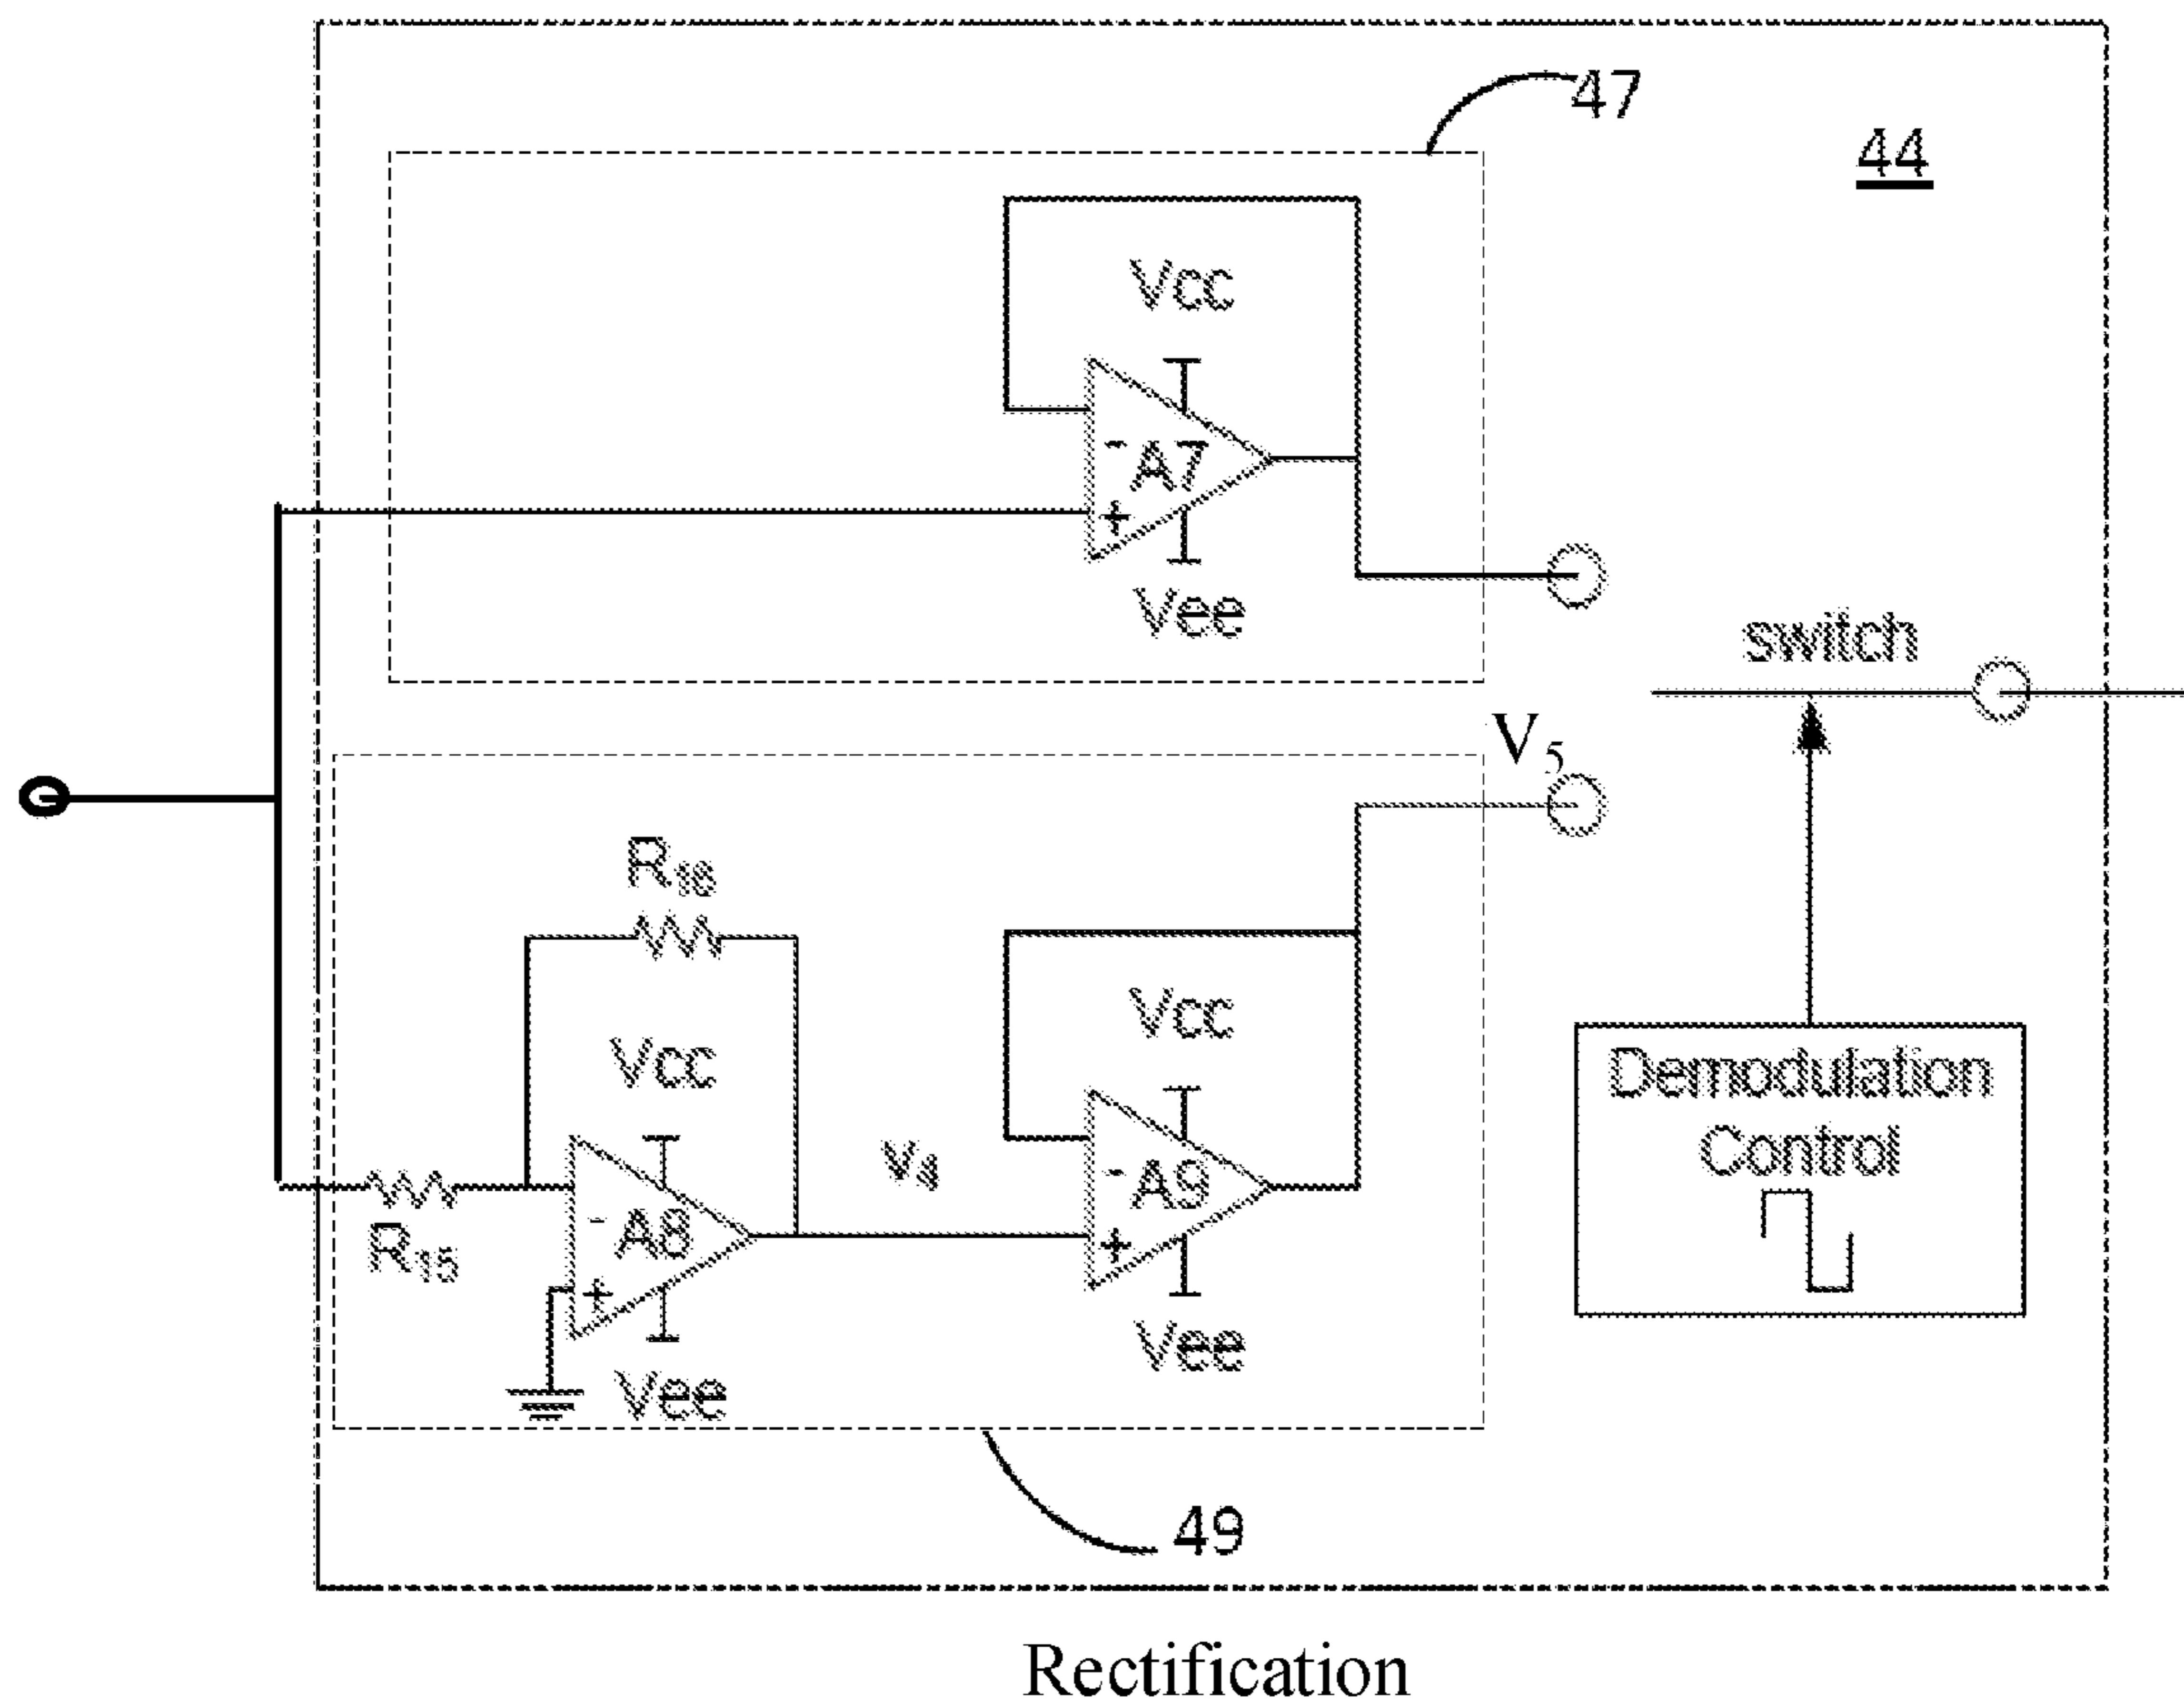 47
44
Vcc
-
A7
+
Vee
switch
V5
R16
Vcc
Vcc
Demodulation
Control
v4
-
A9
+
-
A8
+
R15
Vee
Vee
49
Rectification